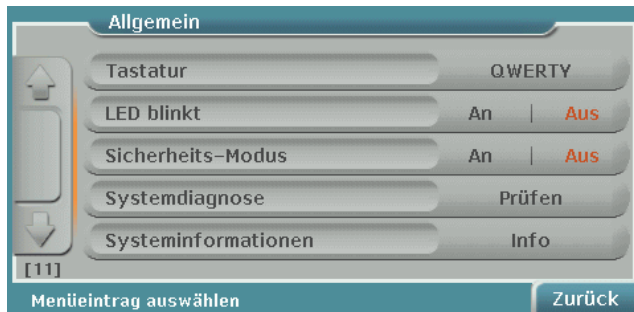 Allgemein
Tastatur QWERTY
LED blinkt An | Aus
Sicherheits-Modus An | Aus
Systemdiagnose Prüfen
Systeminformationen Info
[11]
Menüeintrag auswählen Zurück